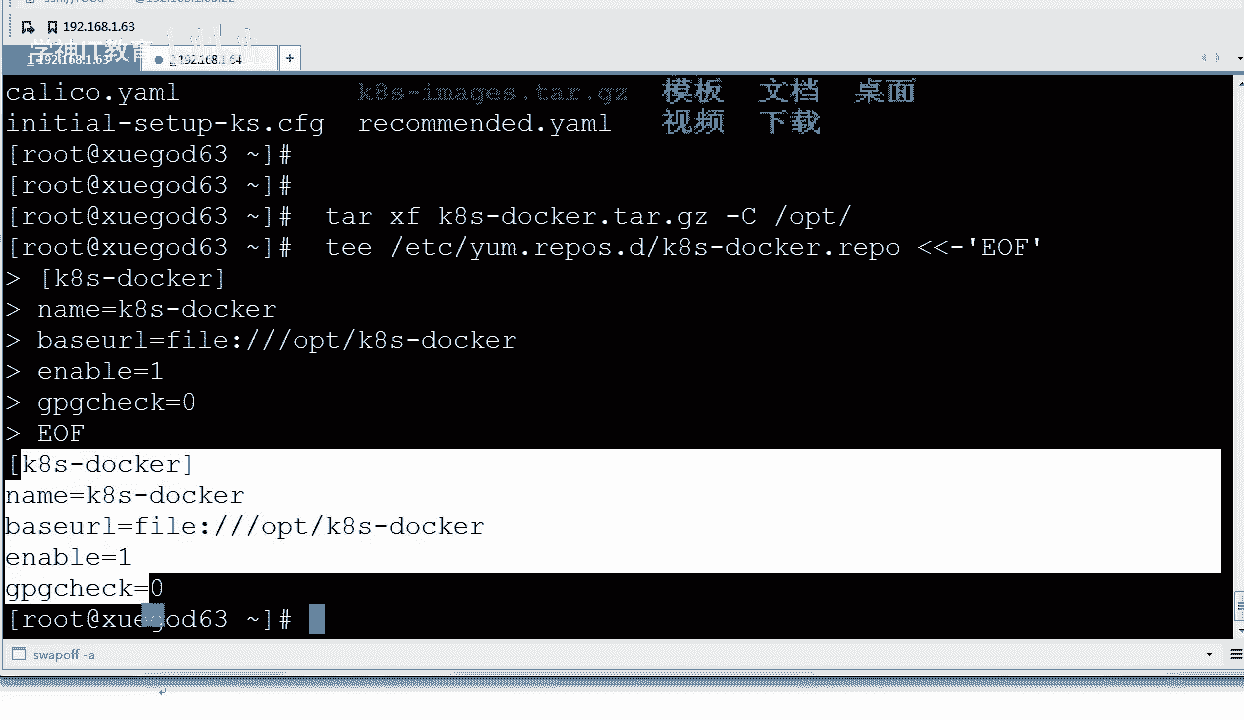 192.168.1.63
学神IT教育
1 192.168.1.63
2 192.168.1.64
+
calico.yaml k8s-images.tar.gz 模板 文档 桌面
initial-setup-ks.cfg recommended.yaml 视频 下载
[root@xuegod63 ~]#
[root@xuegod63 ~]#
[root@xuegod63 ~]#  tar xf k8s-docker.tar.gz -C /opt/
[root@xuegod63 ~]#  tee /etc/yum.repos.d/k8s-docker.repo <<-'EOF'
> [k8s-docker]
> name=k8s-docker
> baseurl=file:///opt/k8s-docker
> enable=1
> gpgcheck=0
> EOF
[k8s-docker]
name=k8s-docker
baseurl=file:///opt/k8s-docker
enable=1
gpgcheck=0
[root@xuegod63 ~]#
swapoff -a